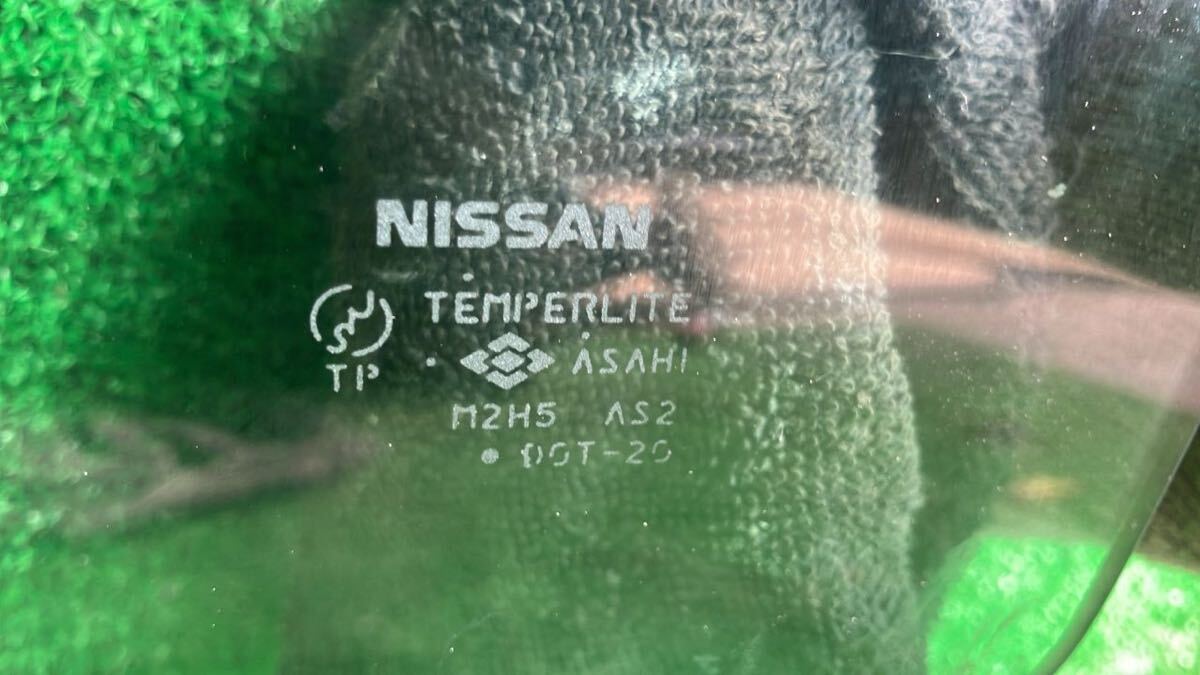 NISSAN
TEMPERLITE
TP
ASAHI
M2H5 AS2
DOT-20